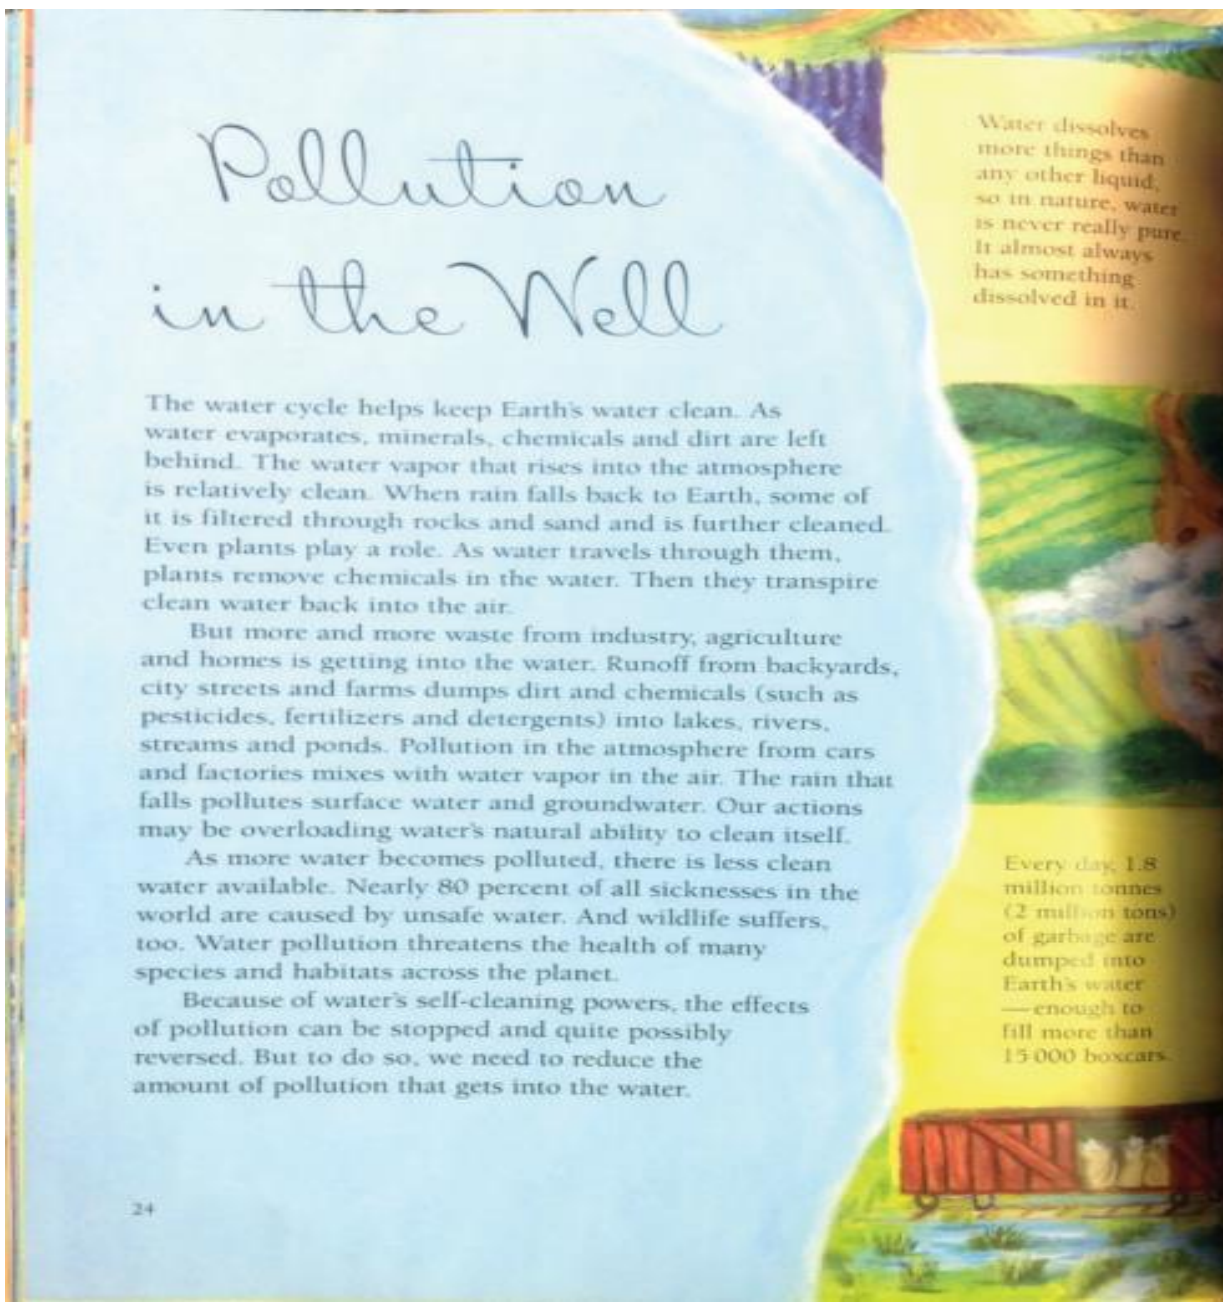 Pollution
in the Well
The water cycle helps keep Earth's water clean. As
water evaporates, minerals, chemicals and dirt are left
behind. The water vapor that rises into the atmosphere
is relatively clean. When rain falls back to Earth, some of
it is filtered through rocks and sand and is further cleaned.
Even plants play a role. As water travels through them,
plants remove chemicals in the water. Then they transpire
clean water back into the air.
But more and more waste from industry, agriculture
and homes is getting into the water. Runoff from backyards,
city streets and farms dumps dirt and chemicals (such as
pesticides, fertilizers and detergents) into lakes, rivers,
streams and ponds. Pollution in the atmosphere from cars
and factories mixes with water vapor in the air. The rain that
falls pollutes surface water and groundwater. Our actions
may be overloading water's natural ability to clean itself.
As more water becomes polluted, there is less clean
water available. Nearly 80 percent of all sicknesses in the
world are caused by unsafe water. And wildlife suffers,
too. Water pollution threatens the health of many
species and habitats across the planet.
Because of water's self-cleaning powers, the effects
of pollution can be stopped and quite possibly
reversed. But to do so, we need to reduce the
amount of pollution that gets into the water.
24
Water dissolves
more things than
any other liquid,
so in nature, water
is never really pure.
It almost always
has something
dissolved in it.
Every day, 1.8
million tonnes
(2 million tons)
of garbage are
dumped into
Earth's water
—enough to
fill more than
15 000 boxcars.